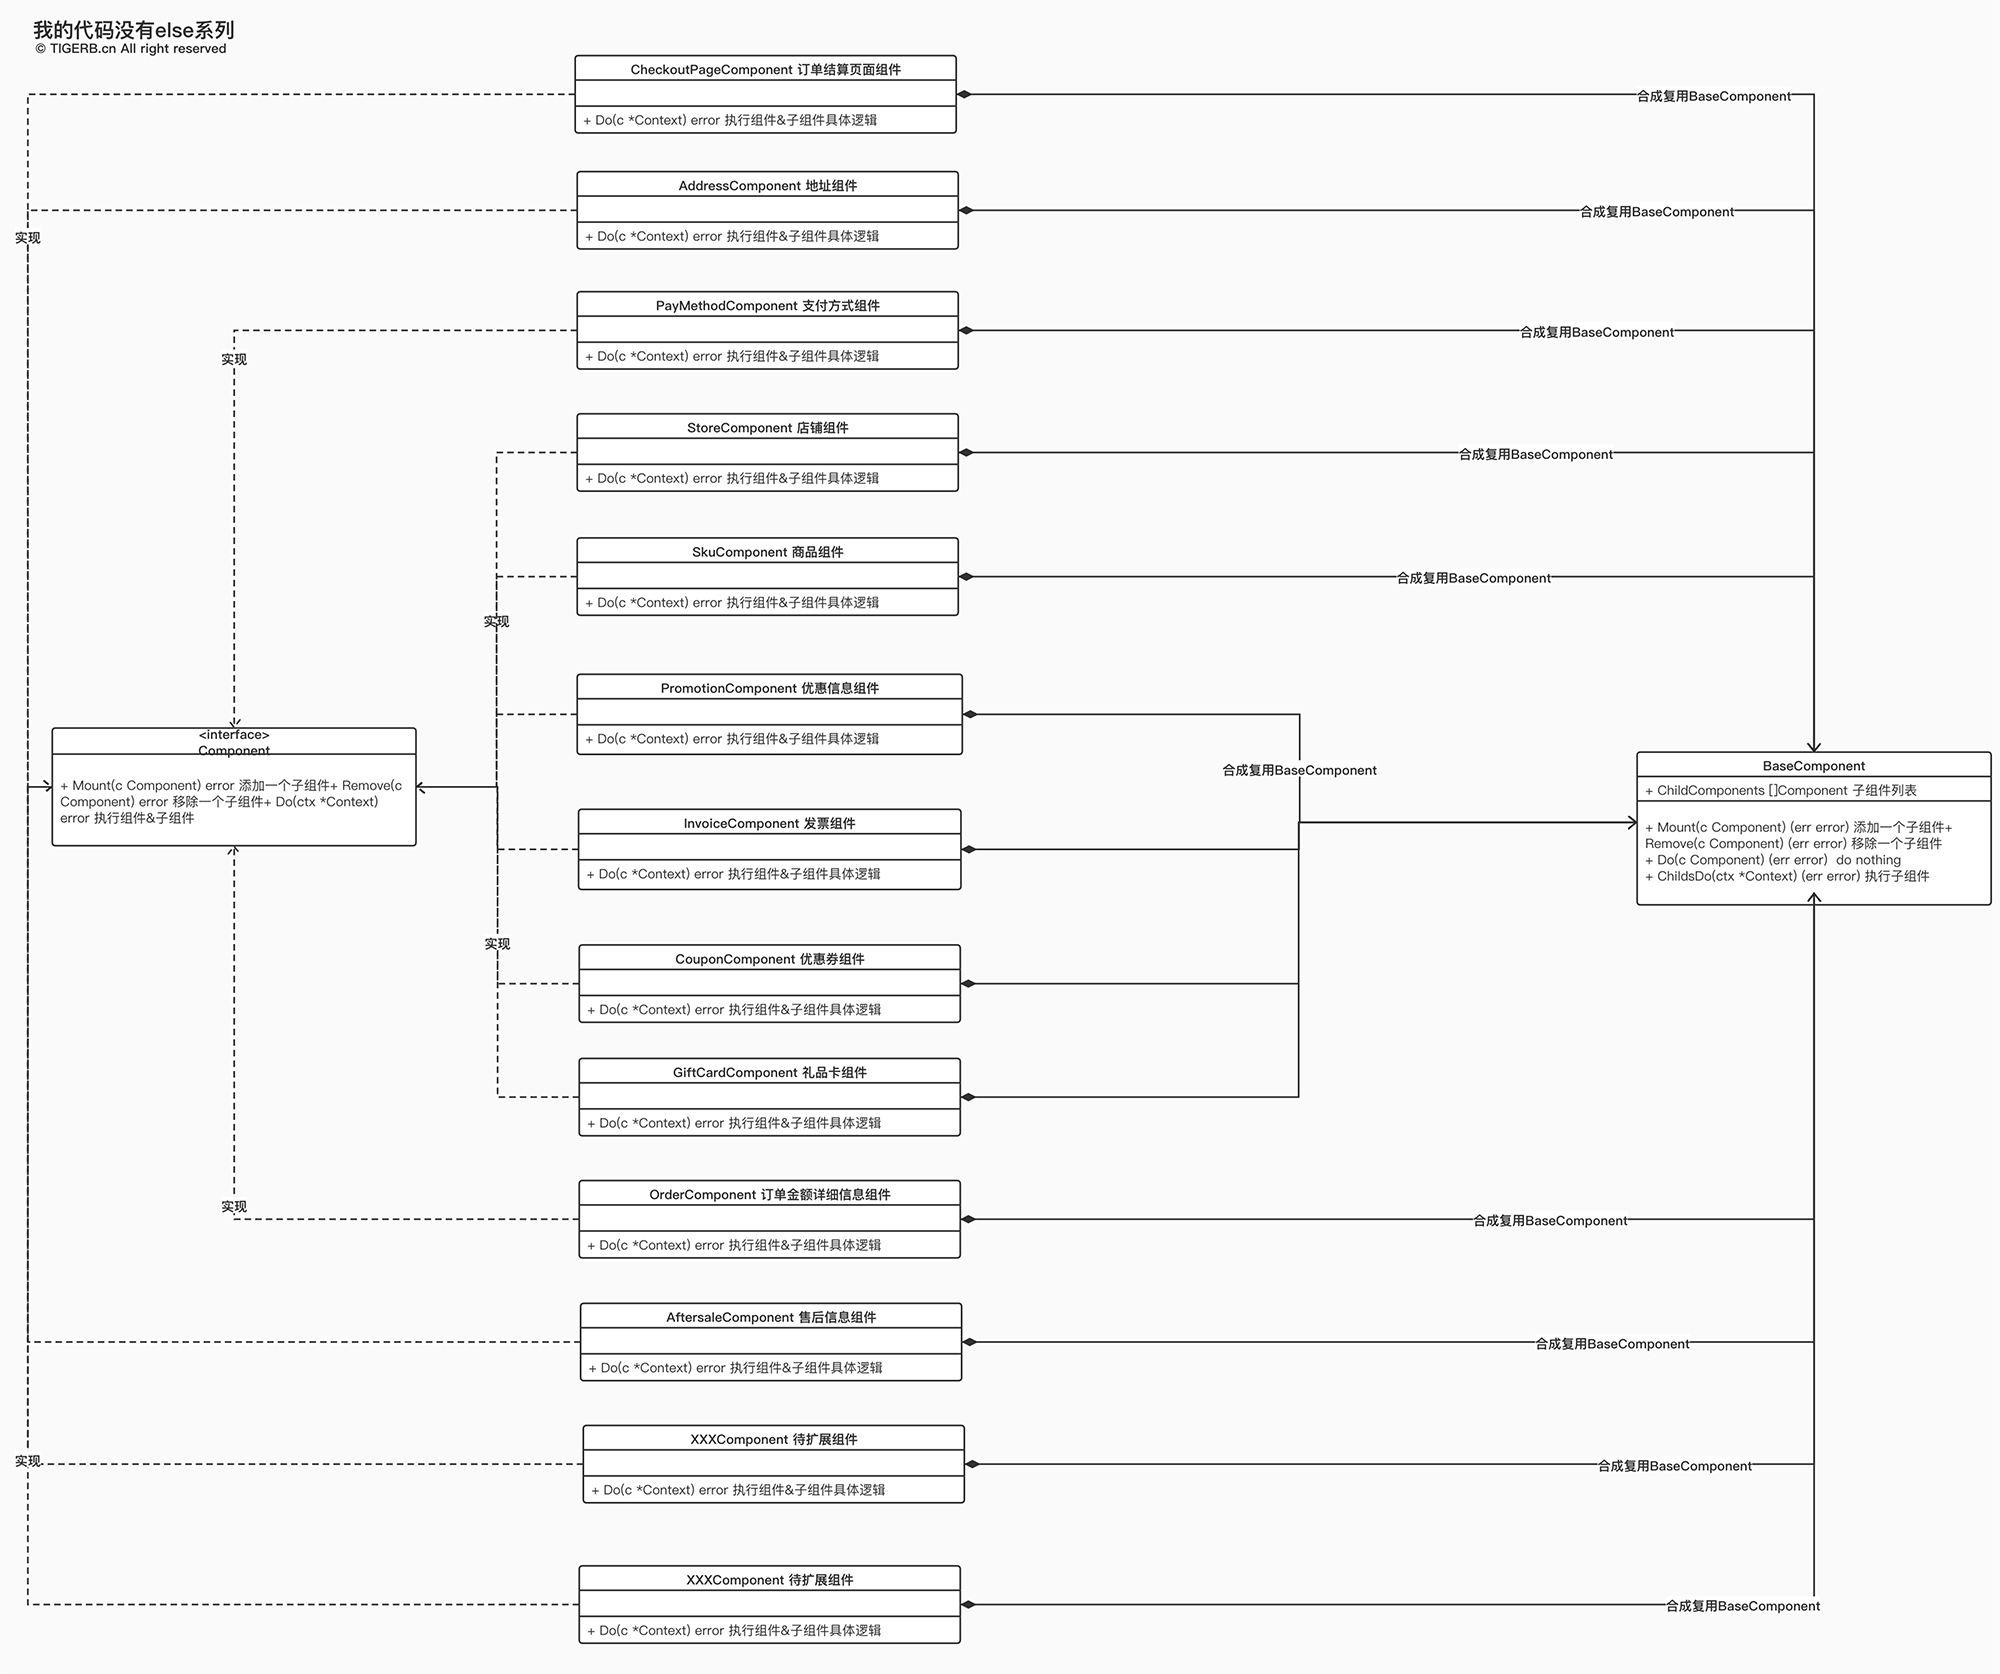 我的代码没有else系列
© TIGERB.cn All right reserved
CheckoutPageComponent 订单结算页面组件
+ Do(c *Context) error 执行组件&子组件具体逻辑
合成复用BaseComponent
AddressComponent 地址组件
+ Do(c *Context) error 执行组件&子组件具体逻辑
合成复用BaseComponent
实现
PayMethodComponent 支付方式组件
+ Do(c *Context) error 执行组件&子组件具体逻辑
合成复用BaseComponent
实现
StoreComponent 店铺组件
+ Do(c *Context) error 执行组件&子组件具体逻辑
合成复用BaseComponent
SkuComponent 商品组件
+ Do(c *Context) error 执行组件&子组件具体逻辑
合成复用BaseComponent
实现
PromotionComponent 优惠信息组件
+ Do(c *Context) error 执行组件&子组件具体逻辑
合成复用BaseComponent
<interface>
Component
+ Mount(c Component) error 添加一个子组件+ Remove(c
Component) error 移除一个子组件+ Do(ctx *Context)
error 执行组件&子组件
BaseComponent
+ ChildComponents []Component 子组件列表
+ Mount(c Component) (err error) 添加一个子组件+
Remove(c Component) (err error) 移除一个子组件
+ Do(c Component) (err error)  do nothing
+ ChildsDo(ctx *Context) (err error) 执行子组件
InvoiceComponent 发票组件
+ Do(c *Context) error 执行组件&子组件具体逻辑
实现
CouponComponent 优惠券组件
+ Do(c *Context) error 执行组件&子组件具体逻辑
GiftCardComponent 礼品卡组件
+ Do(c *Context) error 执行组件&子组件具体逻辑
实现
OrderComponent 订单金额详细信息组件
+ Do(c *Context) error 执行组件&子组件具体逻辑
合成复用BaseComponent
AftersaleComponent 售后信息组件
+ Do(c *Context) error 执行组件&子组件具体逻辑
合成复用BaseComponent
实现
XXXComponent 待扩展组件
+ Do(c *Context) error 执行组件&子组件具体逻辑
合成复用BaseComponent
XXXComponent 待扩展组件
+ Do(c *Context) error 执行组件&子组件具体逻辑
合成复用BaseComponent